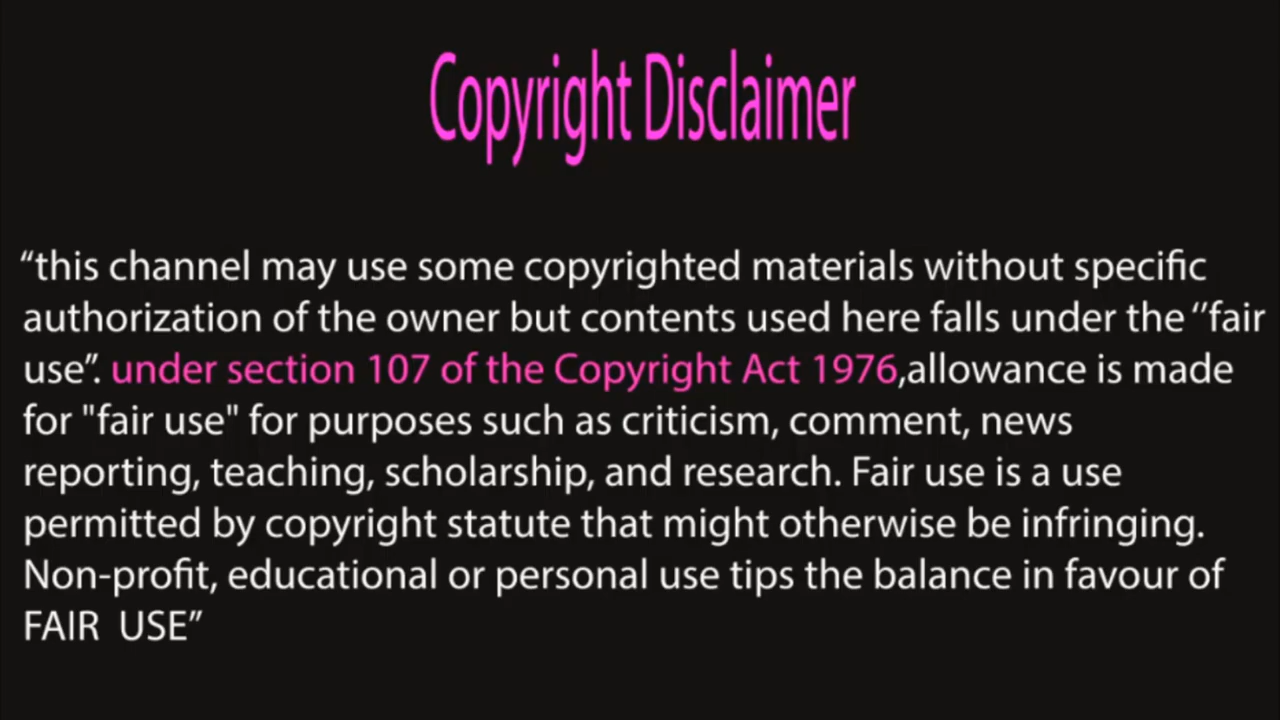 Copyright Disclaimer
“this channel may use some copyrighted materials without specific
authorization of the owner but contents used here falls under the ‘’fair
use”. under section 107 of the Copyright Act 1976,allowance is made
for "fair use" for purposes such as criticism, comment, news
reporting, teaching, scholarship, and research. Fair use is a use
permitted by copyright statute that might otherwise be infringing.
Non-profit, educational or personal use tips the balance in favour of
FAIR  USE”